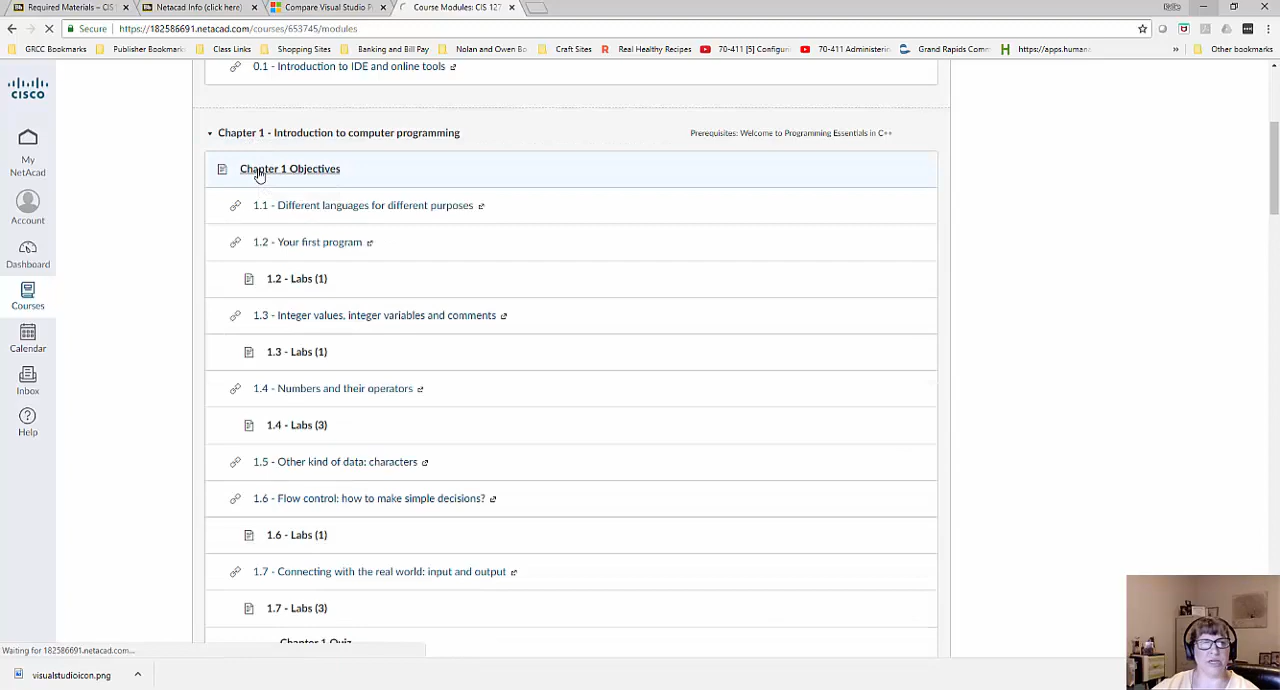 Required Materials – CIS
Netacad Info (click here)
Compare Visual Studio P
Course Modules: CIS 127
Secure
https://182586691.netacad.com/courses/653745/modules
GRCC Bookmarks
Publisher Bookmark
Class Links
Shopping Sites
Banking and Bill Pay
Nolan and Owen Bo
Craft Sites
Real Healthy Recipes
70-411 [5] Configur
70-411 Administerin
Grand Rapids Comm
https://apps.human
Other bookmarks
CISCO
My NetAcad
Account
Dashboard
Courses
Calendar
Inbox
Help
0.1 - Introduction to IDE and online tools
Chapter 1 - Introduction to computer programming
Prerequisites: Welcome to Programming Essentials in C++
Chapter 1 Objectives
1.1 - Different languages for different purposes
1.2 - Your first program
1.2 - Labs (1)
1.3 - Integer values, integer variables and comments
1.3 - Labs (1)
1.4 - Numbers and their operators
1.4 - Labs (3)
1.5 - Other kind of data: characters
1.6 - Flow control: how to make simple decisions?
1.6 - Labs (1)
1.7 - Connecting with the real world: input and output
1.7 - Labs (3)
Chapter 1 Quiz
Waiting for 182586691.netacad.com...
visualstudioicon.png